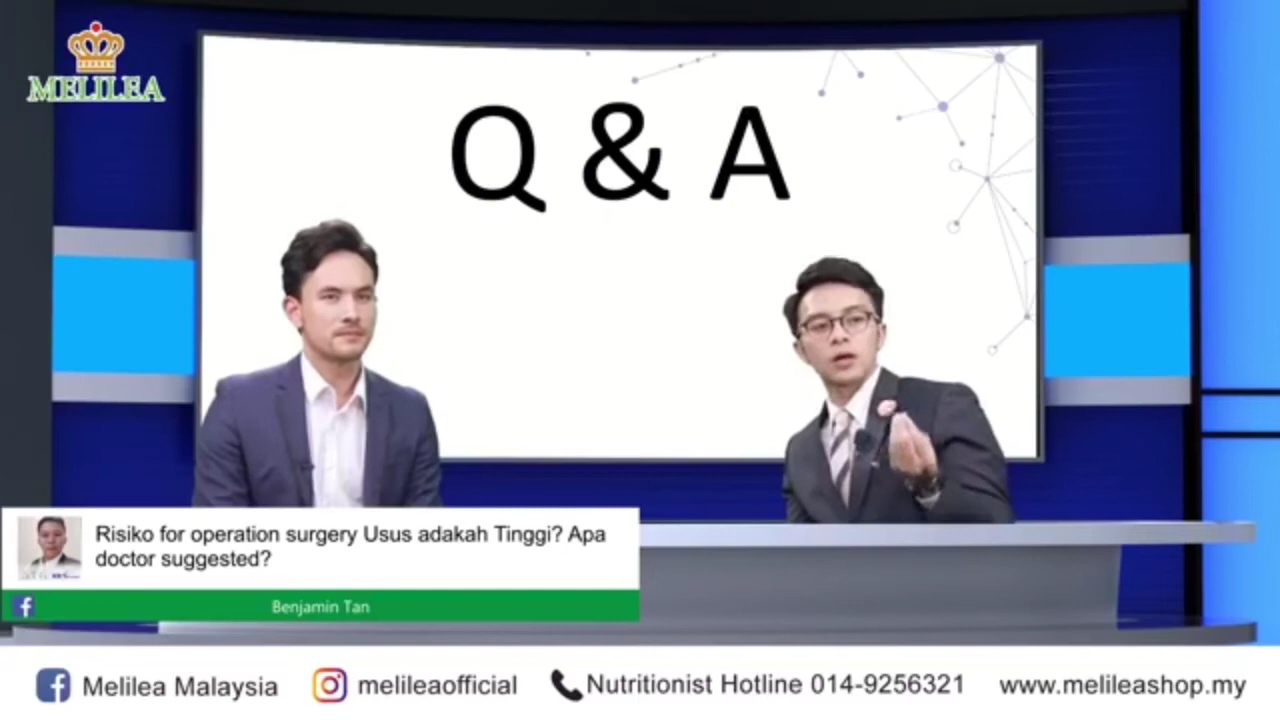 MELILEA
Q & A
Risiko for operation surgery Usus adakah Tinggi? Apa
doctor suggested?
Benjamin Tan
Melilea Malaysia
melileaofficial
Nutritionist Hotline 014-9256321
www.melileashop.my